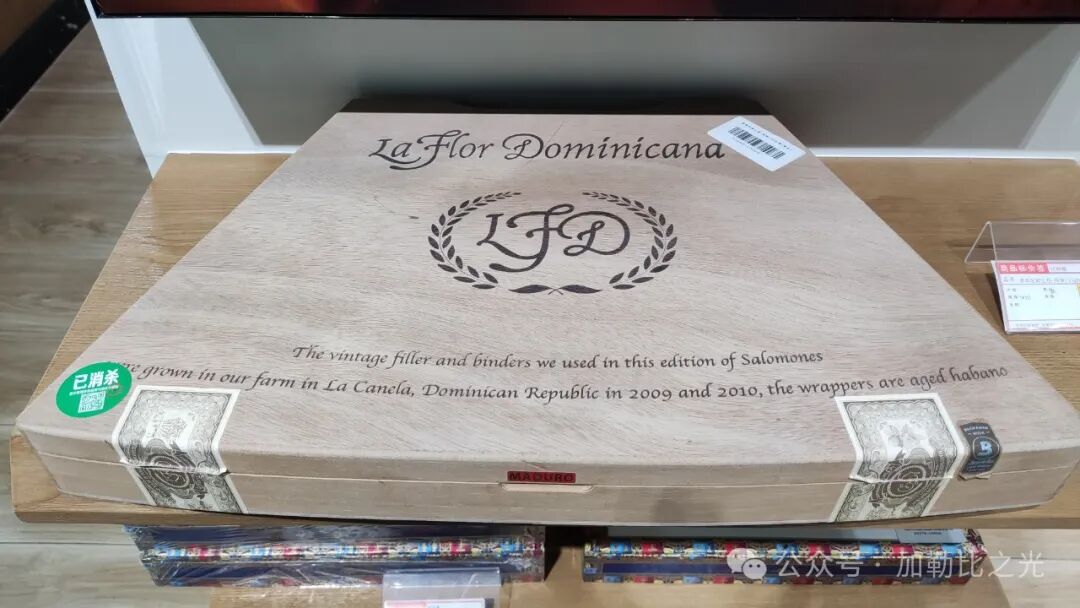 La Flor Dominicana
LFD
The vintage filler and binders we used in this edition of Salomones
grown in our farm in La Canela, Dominican Republic in 2009 and 2010, the wrappers are aged habano
已消杀
MADURO
B
公众号 加勒比之光